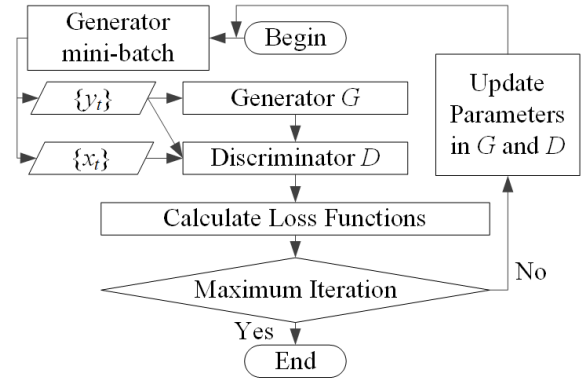 Generator
mini-batch
Begin
{yₜ}
Generator G
{xₜ}
Discriminator D
Update
Parameters
in G and D
Calculate Loss Functions
Maximum Iteration
No
Yes
End